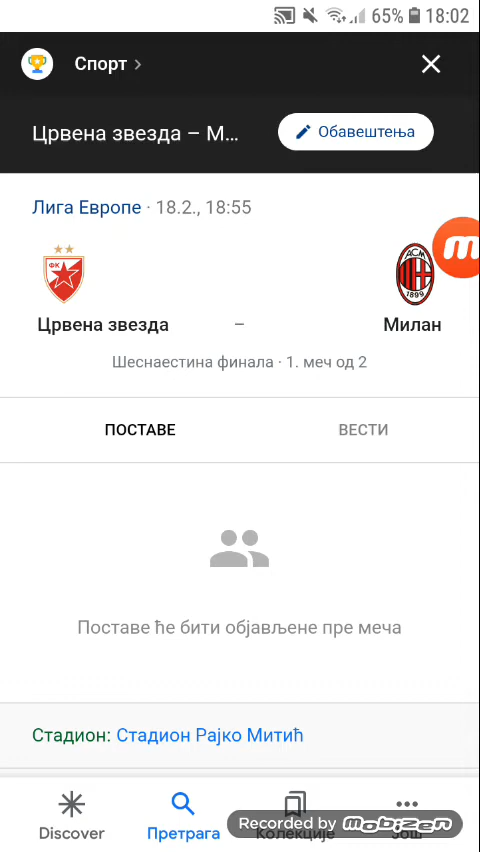 65% 18:02
Спорт
Црвена звезда – М...
Обавештења
Лига Европе · 18.2., 18:55
ФК
ACM
1899
m
Црвена звезда – Милан
Шеснаестина финала · 1. меч од 2
ПОСТАВЕ ВЕСТИ
Поставе ће бити објављене пре меча
Стадион: Стадион Рајко Митић
Discover Претрага Колекције Још
Recorded by Mobizen